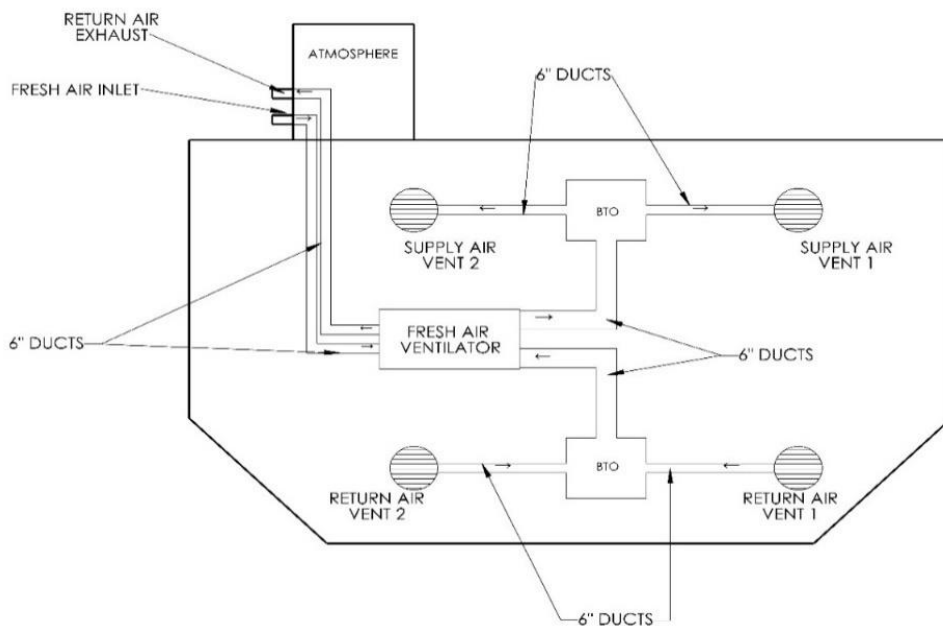 RETURN AIR
EXHAUST
ATMOSPHERE
FRESH AIR INLET
6" DUCTS
BTO
SUPPLY AIR
VENT 2
SUPPLY AIR
VENT 1
FRESH AIR
VENTILATOR
6" DUCTS
6" DUCTS
BTO
RETURN AIR
VENT 2
RETURN AIR
VENT 1
6" DUCTS